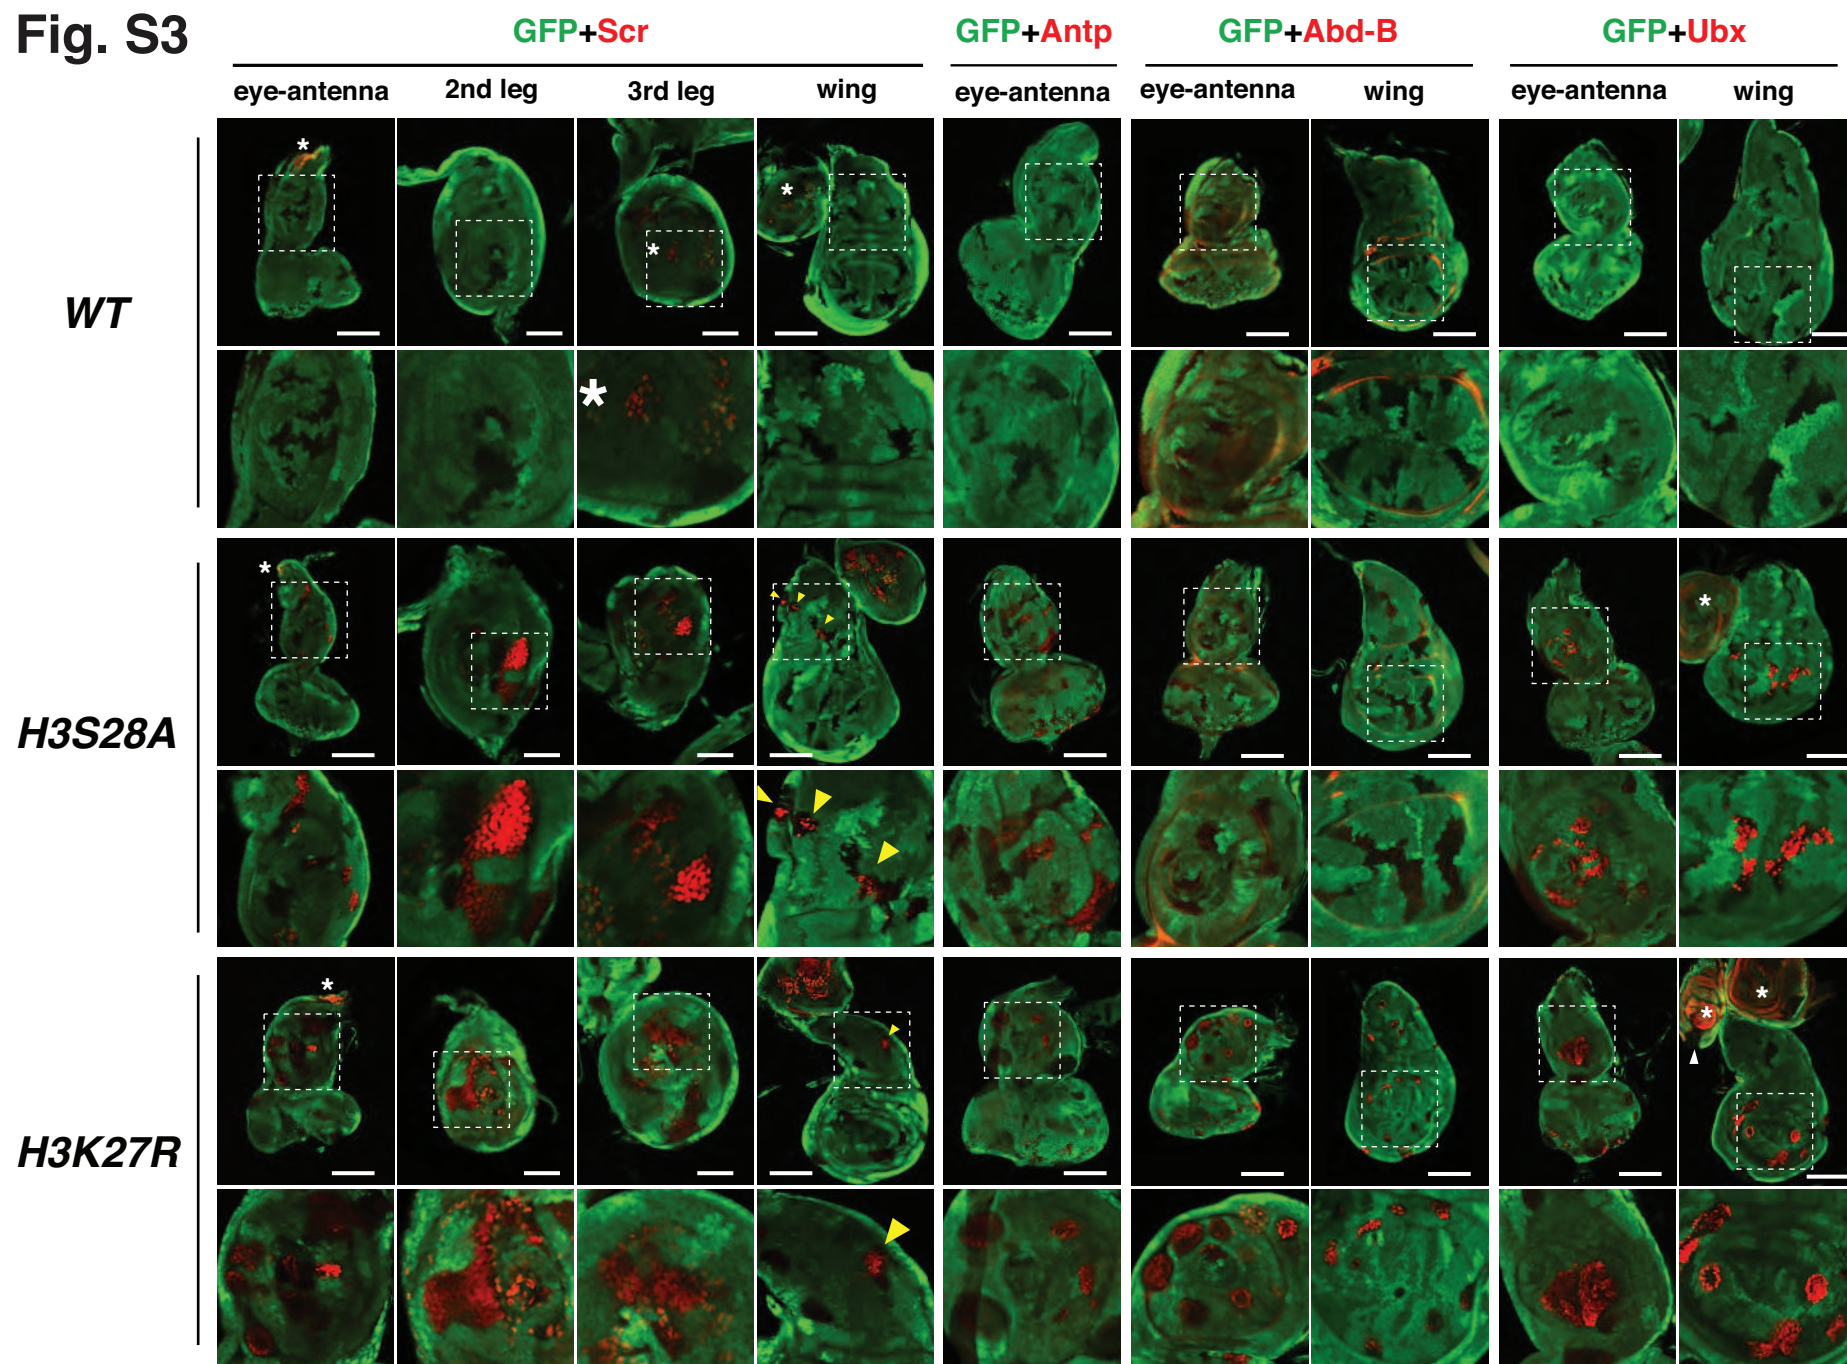 Fig. S3
GFP+Scr GFP+Antp GFP+Abd-B GFP+Ubx
eye-antenna 2nd leg 3rd leg wing eye-antenna eye-antenna wing eye-antenna wing
*
*
*
WT
*
*
*
H3S28A
*
*
*
H3K27R